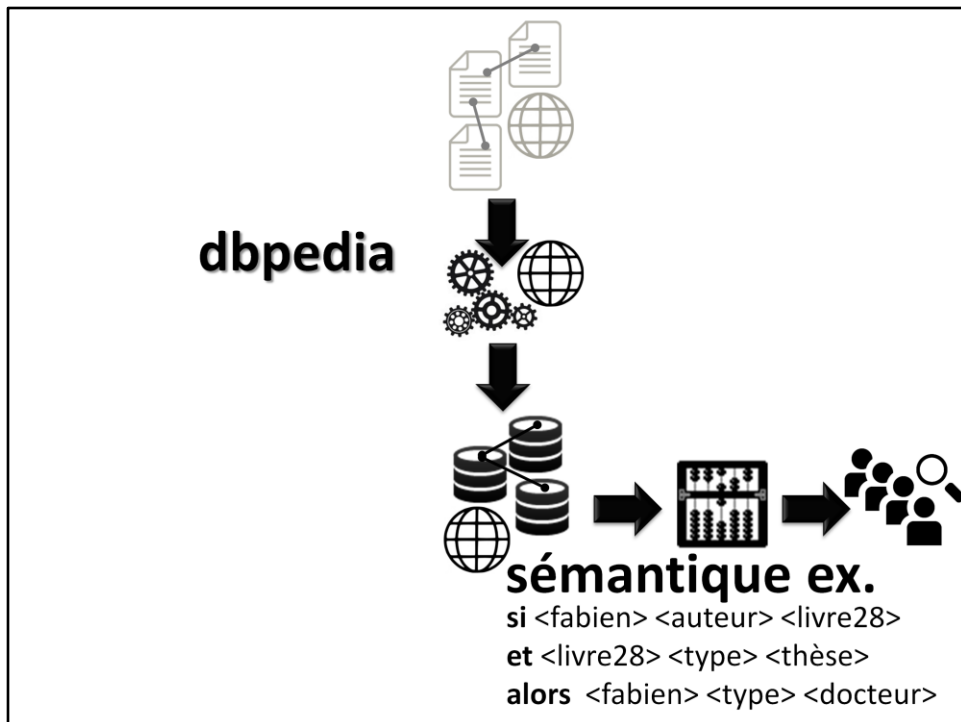 dbpedia
sémantique ex.
si <fabien> <auteur> <livre28>
et <livre28> <type> <thèse>
alors <fabien> <type> <docteur>